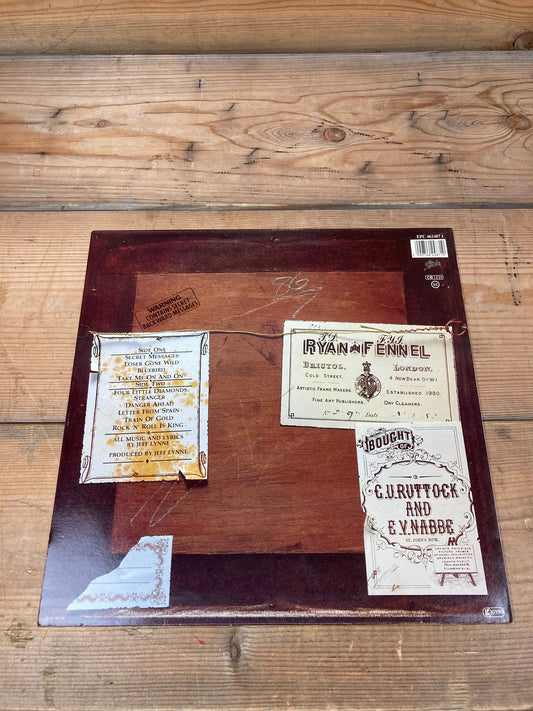 EPC 462487 1
WARNING
CONTAINS SECRET
BACKWARD MESSAGES!
SIDE ONE
SECRET MESSAGES
LOSER GONE WILD
BLUEBIRD
TAKE ME ON AND ON
SIDE TWO
FOUR LITTLE DIAMONDS
STRANGER
DANGER AHEAD
LETTER FROM SPAIN
TRAIN OF GOLD
ROCK 'N' ROLL IS KING
ALL MUSIC AND LYRICS
BY JEFF LYNNE
PRODUCED BY JEFF LYNNE
RYAN FENNEL
BRISTOL, LONDON,
COLD STREET. 4 NEW DEAR ST W.I
ARTISTIC FRAME MAKERS ESTABLISHED 1980.
FINE ART PUBLISHERS DRY CLEANERS.
No Date
BOUGHT
OF
C.U.RUTTOCK
AND
E.V.NABBE
ST. JOHN'S ROW.